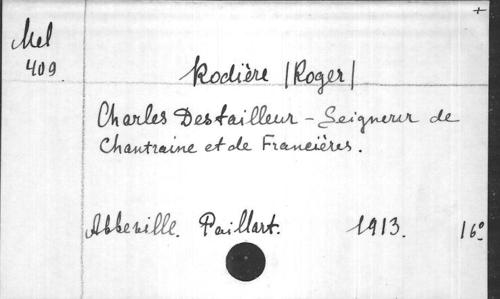 +
Mel
409
Rodière (Roger)
Charles Destailleur - Seigneur de
Chantraine et de Francières.
Abbeville. Paillart. 1913. 16°